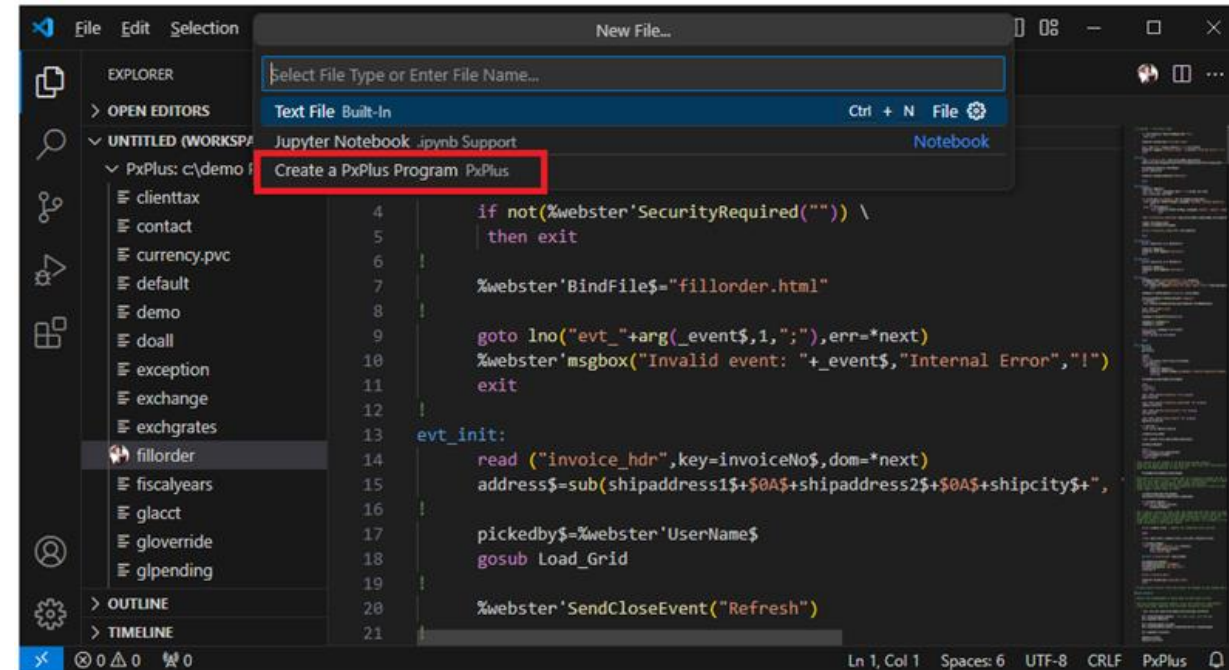 File Edit Selection
New File...
EXPLORER
Select File Type or Enter File Name...
OPEN EDITORS
Text File Built-In Ctrl + N File
UNTITLED (WORKSPA
Jupyter Notebook .ipynb Support Notebook
PxPlus: c:\demo
Create a PxPlus Program PxPlus
clienttax
contact
currency.pvc
default
demo
doall
exception
exchange
exchgrates
fillorder
fiscalyears
glacct
gloverride
glpending
OUTLINE
TIMELINE
4 if not(%webster'SecurityRequired("")) \
5 then exit
6 !
7 %webster'BindFile$="fillorder.html"
8 !
9 goto lno("evt_"+arg(_event$,1,";"),err=*next)
10 %webster'msgbox("Invalid event: "+_event$,"Internal Error","!")
11 exit
12 !
13 evt_init:
14 read ("invoice_hdr",key=invoiceNo$,dom=*next)
15 address$=sub(shipaddress1$+$0A$+shipaddress2$+$0A$+shipcity$+",
16 !
17 pickedby$=%webster'UserName$
18 gosub Load_Grid
19 !
20 %webster'SendCloseEvent("Refresh")
21 !
0 0 0 Ln 1, Col 1 Spaces: 6 UTF-8 CRLF PxPlus